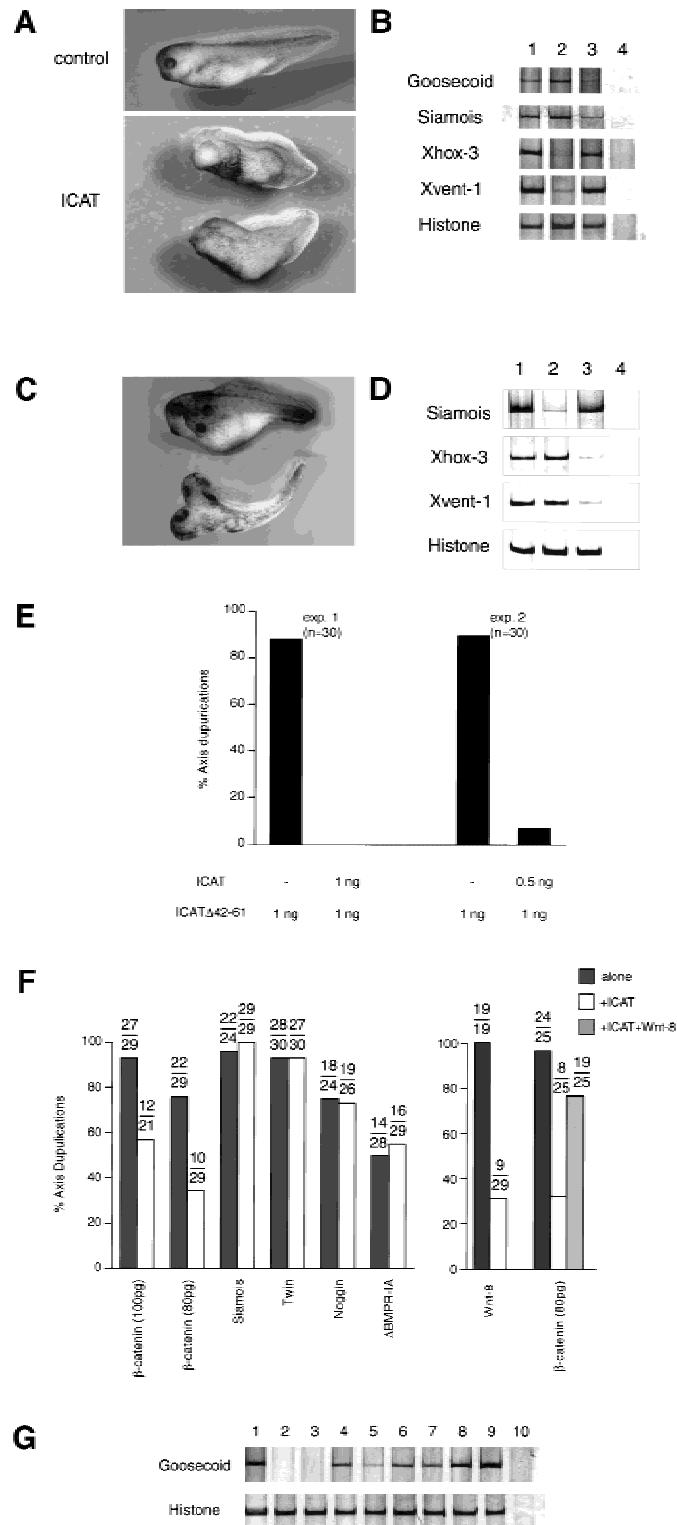 A
control
ICAT
B
1 2 3 4
Goosecoid
Siamois
Xhox-3
Xvent-1
Histone
C
D
1 2 3 4
Siamois
Xhox-3
Xvent-1
Histone
E
% Axis dupurications
100
80
60
40
20
0
exp. 1
(n=30)
exp. 2
(n=30)
ICAT - 1 ng - 0.5 ng
ICATΔ42-61 1 ng 1 ng 1 ng 1 ng
F
alone
+ICAT
+ICAT+Wnt-8
% Axis Dupulications
100
80
60
40
20
0
27/29
12/21
22/29
10/29
22/24
29/29
28/30
27/30
18/24
19/26
14/28
16/29
β-catenin (100pg)
β-catenin (80pg)
Siamois
Twin
Noggin
ΔBMPR-IA
100
80
60
40
20
0
19/19
9/29
24/25
8/25
19/25
Wnt-8
β-catenin (80pg)
G
1 2 3 4 5 6 7 8 9 10
Goosecoid
Histone